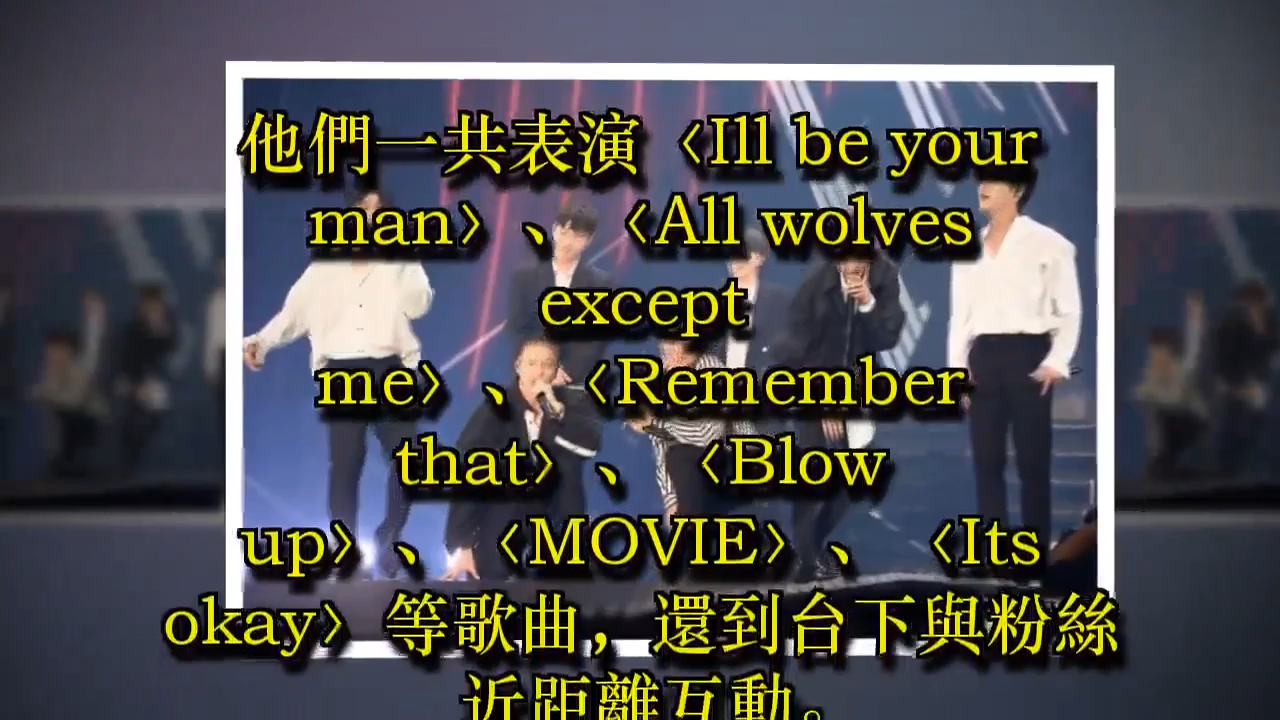 他們一共表演〈Ill be your
man〉、〈All wolves
except
me〉、〈Remember
that〉、〈Blow
up〉、〈MOVIE〉、〈Its
okay〉等歌曲，還到台下與粉絲
近距離互動。